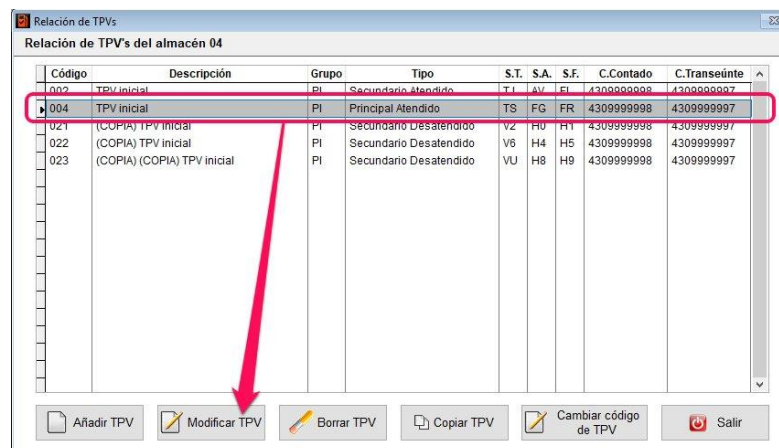 Relación de TPVs
Relación de TPV's del almacén 04
Código Descripción Grupo Tipo S.T. S.A. S.F. C.Contado C.Transeúnte
002 TPV inicial PI Secundario Atendido TJ AV FL 4309999998 4309999997
004 TPV inicial PI Principal Atendido TS FG FR 4309999998 4309999997
021 (COPIA) TPV inicial PI Secundario Desatendido V2 H0 H1 4309999998 4309999997
022 (COPIA) TPV inicial PI Secundario Desatendido V6 H4 H5 4309999998 4309999997
023 (COPIA) (COPIA) TPV inicial PI Secundario Desatendido VU H8 H9 4309999998 4309999997
Añadir TPV Modificar TPV Borrar TPV Copiar TPV Cambiar código de TPV Salir